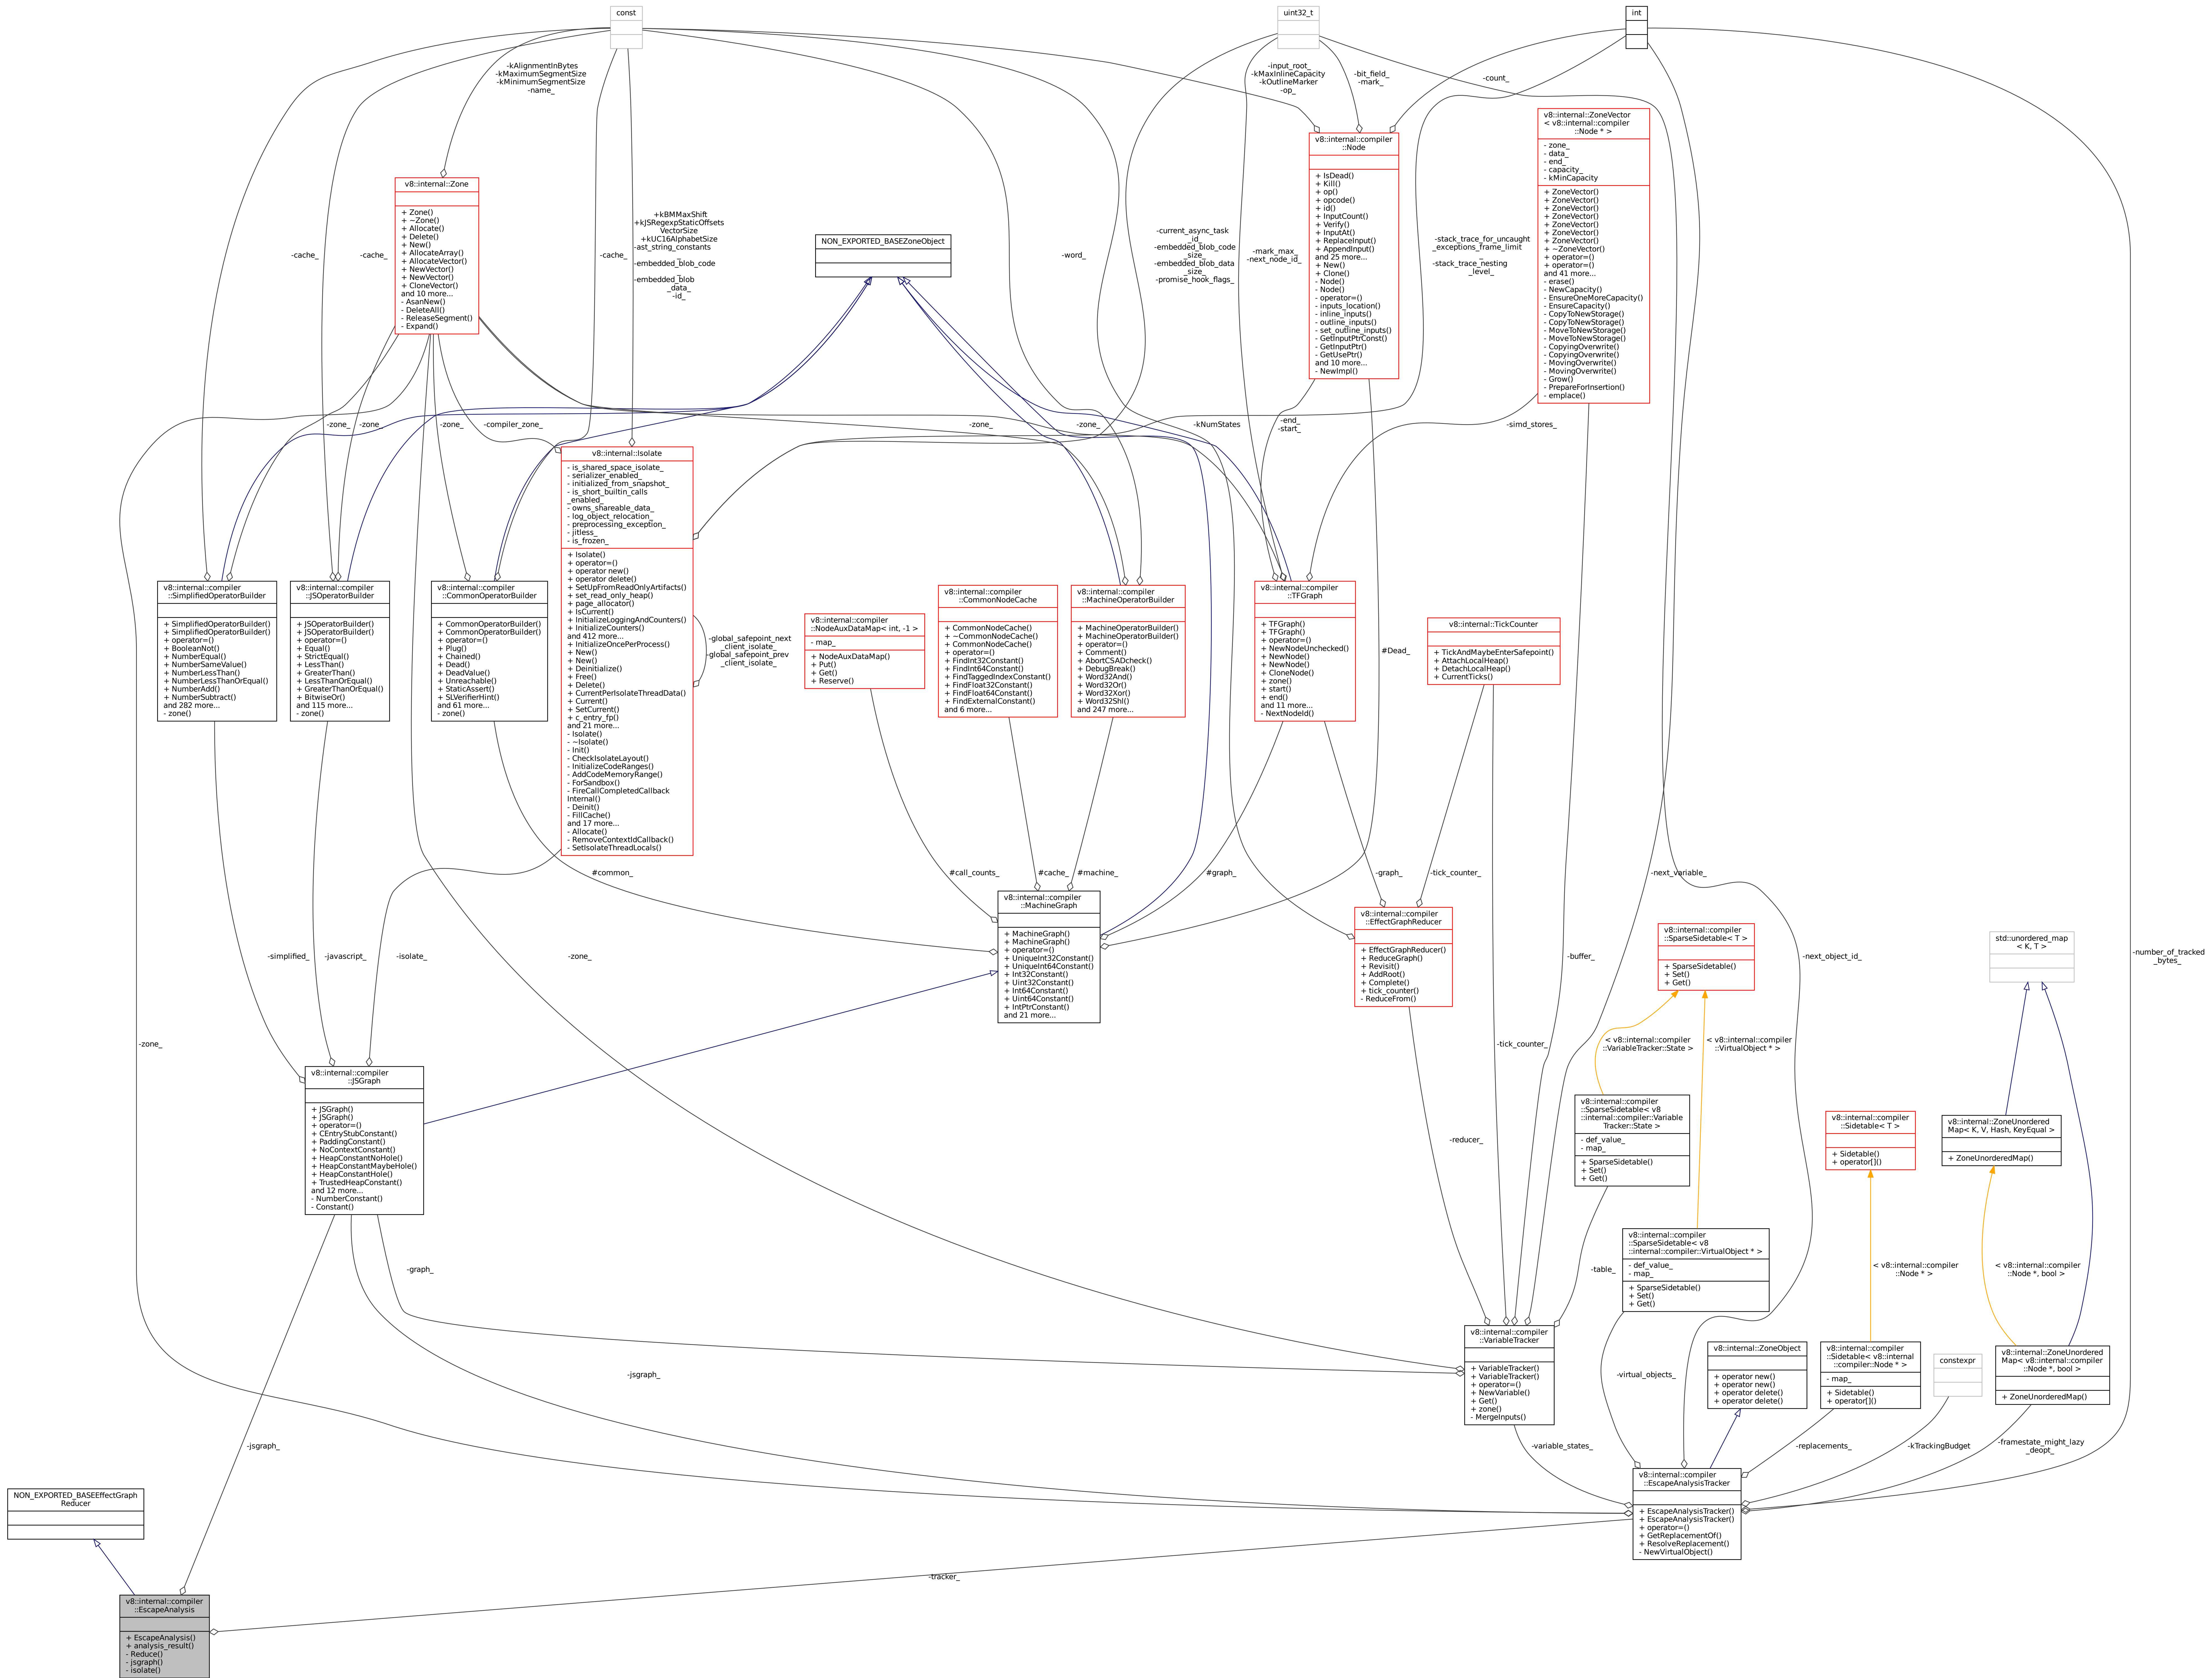 const
uint32_t
int
-kAlignmentInBytes
-kMaximumSegmentSize
-kMinimumSegmentSize
-name_
-input_root_
-kMaxInlineCapacity
-kOutlineMarker
-op_
-bit_field_
-mark_
-count_
v8::internal::ZoneVector
< v8::internal::compiler
::Node * >
- zone_
- data_
- end_
- capacity_
- kMinCapacity
+ ZoneVector()
+ ZoneVector()
+ ZoneVector()
+ ZoneVector()
+ ZoneVector()
+ ZoneVector()
+ ZoneVector()
+ ~ZoneVector()
+ operator=()
+ operator=()
and 41 more...
- erase()
- NewCapacity()
- EnsureOneMoreCapacity()
- EnsureCapacity()
- CopyToNewStorage()
- CopyToNewStorage()
- MoveToNewStorage()
- MoveToNewStorage()
- CopyingOverwrite()
- CopyingOverwrite()
- MovingOverwrite()
- MovingOverwrite()
- Grow()
- PrepareForInsertion()
- emplace()
v8::internal::compiler
::Node
+ IsDead()
+ Kill()
+ op()
+ opcode()
+ id()
+ InputCount()
+ Verify()
+ InputAt()
+ ReplaceInput()
+ AppendInput()
and 25 more...
+ New()
+ Clone()
- Node()
- Node()
- operator=()
- inputs_location()
- inline_inputs()
- outline_inputs()
- set_outline_inputs()
- GetInputPtrConst()
- GetInputPtr()
- GetUsePtr()
and 10 more...
- NewImpl()
v8::internal::Zone
+ Zone()
+ ~Zone()
+ Allocate()
+ Delete()
+ New()
+ AllocateArray()
+ AllocateVector()
+ NewVector()
+ NewVector()
+ CloneVector()
and 10 more...
- AsanNew()
- DeleteAll()
- ReleaseSegment()
- Expand()
-cache_
-cache_
-cache_
+kBMMaxShift
+kJSRegexpStaticOffsets
VectorSize
+kUC16AlphabetSize
-ast_string_constants
_
-embedded_blob_code
_
-embedded_blob
_data_
-id_
NON_EXPORTED_BASEZoneObject
-word_
-current_async_task
_id_
-embedded_blob_code
_size_
-embedded_blob_data
_size_
-promise_hook_flags_
-mark_max_
-next_node_id_
-stack_trace_for_uncaught
_exceptions_frame_limit
_
-stack_trace_nesting
_level_
-zone_
-zone_
-zone_
-compiler_zone_
-zone_
-zone_
-kNumStates
-end_
-start_
-simd_stores_
v8::internal::Isolate
- is_shared_space_isolate_
- serializer_enabled_
- initialized_from_snapshot_
- is_short_builtin_calls
_enabled_
- owns_shareable_data_
- log_object_relocation_
- preprocessing_exception_
- jitless_
- is_frozen_
+ Isolate()
+ operator=()
+ operator new()
+ operator delete()
+ SetUpFromReadOnlyArtifacts()
+ set_read_only_heap()
+ page_allocator()
+ IsCurrent()
+ InitializeLoggingAndCounters()
+ InitializeCounters()
and 412 more...
+ InitializeOncePerProcess()
+ New()
+ New()
+ Deinitialize()
+ Free()
+ Delete()
+ CurrentPerIsolateThreadData()
+ Current()
+ SetCurrent()
+ c_entry_fp()
and 21 more...
- Isolate()
- ~Isolate()
- Init()
- CheckIsolateLayout()
- InitializeCodeRanges()
- AddCodeMemoryRange()
- ForSandbox()
- FireCallCompletedCallback
Internal()
- Deinit()
- FillCache()
and 17 more...
- Allocate()
- RemoveContextIdCallback()
- SetIsolateThreadLocals()
-global_safepoint_next
_client_isolate_
-global_safepoint_prev
_client_isolate_
v8::internal::compiler
::SimplifiedOperatorBuilder
+ SimplifiedOperatorBuilder()
+ SimplifiedOperatorBuilder()
+ operator=()
+ BooleanNot()
+ NumberEqual()
+ NumberSameValue()
+ NumberLessThan()
+ NumberLessThanOrEqual()
+ NumberAdd()
+ NumberSubtract()
and 282 more...
- zone()
v8::internal::compiler
::JSOperatorBuilder
+ JSOperatorBuilder()
+ JSOperatorBuilder()
+ operator=()
+ Equal()
+ StrictEqual()
+ LessThan()
+ GreaterThan()
+ LessThanOrEqual()
+ GreaterThanOrEqual()
+ BitwiseOr()
and 115 more...
- zone()
v8::internal::compiler
::CommonOperatorBuilder
+ CommonOperatorBuilder()
+ CommonOperatorBuilder()
+ operator=()
+ Plug()
+ Chained()
+ Dead()
+ DeadValue()
+ Unreachable()
+ StaticAssert()
+ SLVerifierHint()
and 61 more...
- zone()
v8::internal::compiler
::NodeAuxDataMap< int, -1 >
- map_
+ NodeAuxDataMap()
+ Put()
+ Get()
+ Reserve()
v8::internal::compiler
::CommonNodeCache
+ CommonNodeCache()
+ ~CommonNodeCache()
+ CommonNodeCache()
+ operator=()
+ FindInt32Constant()
+ FindInt64Constant()
+ FindTaggedIndexConstant()
+ FindFloat32Constant()
+ FindFloat64Constant()
+ FindExternalConstant()
and 6 more...
v8::internal::compiler
::MachineOperatorBuilder
+ MachineOperatorBuilder()
+ MachineOperatorBuilder()
+ operator=()
+ Comment()
+ AbortCSADcheck()
+ DebugBreak()
+ Word32And()
+ Word32Or()
+ Word32Xor()
+ Word32Shl()
and 247 more...
v8::internal::compiler
::TFGraph
+ TFGraph()
+ TFGraph()
+ operator=()
+ NewNodeUnchecked()
+ NewNode()
+ NewNode()
+ CloneNode()
+ zone()
+ start()
+ end()
and 11 more...
- NextNodeId()
#Dead_
v8::internal::TickCounter
+ TickAndMaybeEnterSafepoint()
+ AttachLocalHeap()
+ DetachLocalHeap()
+ CurrentTicks()
#common_
#call_counts_
#cache_
#machine_
#graph_
-graph_
-tick_counter_
-next_variable_
v8::internal::compiler
::MachineGraph
+ MachineGraph()
+ MachineGraph()
+ operator=()
+ UniqueInt32Constant()
+ UniqueInt64Constant()
+ Int32Constant()
+ Uint32Constant()
+ Int64Constant()
+ Uint64Constant()
+ IntPtrConstant()
and 21 more...
v8::internal::compiler
::EffectGraphReducer
+ EffectGraphReducer()
+ ReduceGraph()
+ Revisit()
+ AddRoot()
+ Complete()
+ tick_counter()
- ReduceFrom()
v8::internal::compiler
::SparseSidetable< T >
+ SparseSidetable()
+ Set()
+ Get()
std::unordered_map
< K, T >
-simplified_
-javascript_
-isolate_
-zone_
-buffer_
-next_object_id_
-number_of_tracked
_bytes_
-zone_
-tick_counter_
< v8::internal::compiler
::VariableTracker::State >
< v8::internal::compiler
::VirtualObject * >
v8::internal::compiler
::JSGraph
+ JSGraph()
+ JSGraph()
+ operator=()
+ CEntryStubConstant()
+ PaddingConstant()
+ NoContextConstant()
+ HeapConstantNoHole()
+ HeapConstantMaybeHole()
+ HeapConstantHole()
+ TrustedHeapConstant()
and 12 more...
- NumberConstant()
- Constant()
-reducer_
v8::internal::compiler
::SparseSidetable< v8
::internal::compiler::Variable
Tracker::State >
- def_value_
- map_
+ SparseSidetable()
+ Set()
+ Get()
v8::internal::compiler
::Sidetable< T >
+ Sidetable()
+ operator[]()
v8::internal::ZoneUnordered
Map< K, V, Hash, KeyEqual >
+ ZoneUnorderedMap()
-graph_
-table_
v8::internal::compiler
::SparseSidetable< v8
::internal::compiler::VirtualObject * >
- def_value_
- map_
+ SparseSidetable()
+ Set()
+ Get()
< v8::internal::compiler
::Node * >
< v8::internal::compiler
::Node *, bool >
v8::internal::compiler
::VariableTracker
+ VariableTracker()
+ VariableTracker()
+ operator=()
+ NewVariable()
+ Get()
+ zone()
- MergeInputs()
-jsgraph_
-virtual_objects_
v8::internal::ZoneObject
+ operator new()
+ operator new()
+ operator delete()
+ operator delete()
v8::internal::compiler
::Sidetable< v8::internal
::compiler::Node * >
- map_
+ Sidetable()
+ operator[]()
constexpr
v8::internal::ZoneUnordered
Map< v8::internal::compiler
::Node *, bool >
+ ZoneUnorderedMap()
-jsgraph_
-variable_states_
-replacements_
-kTrackingBudget
-framestate_might_lazy
_deopt_
v8::internal::compiler
::EscapeAnalysisTracker
+ EscapeAnalysisTracker()
+ EscapeAnalysisTracker()
+ operator=()
+ GetReplacementOf()
+ ResolveReplacement()
- NewVirtualObject()
NON_EXPORTED_BASEEffectGraph
Reducer
-tracker_
v8::internal::compiler
::EscapeAnalysis
+ EscapeAnalysis()
+ analysis_result()
- Reduce()
- jsgraph()
- isolate()